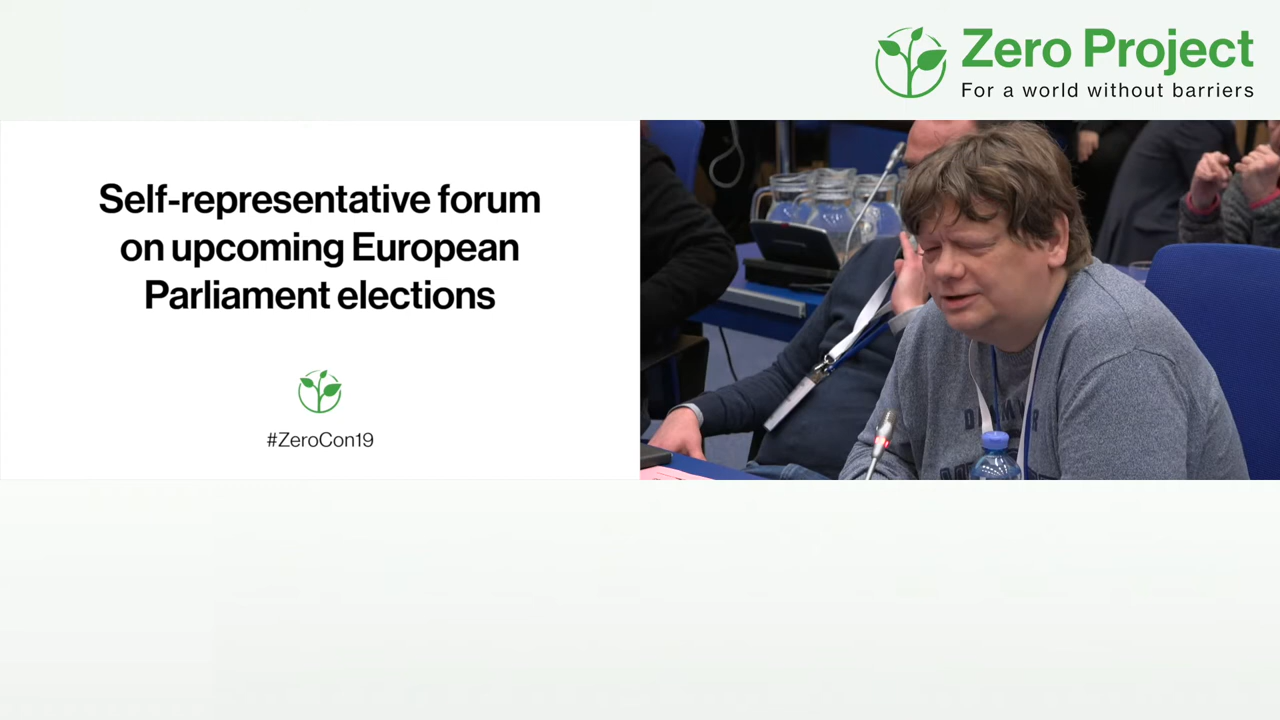 Zero Project
For a world without barriers
Self-representative forum
on upcoming European
Parliament elections
#ZeroCon19